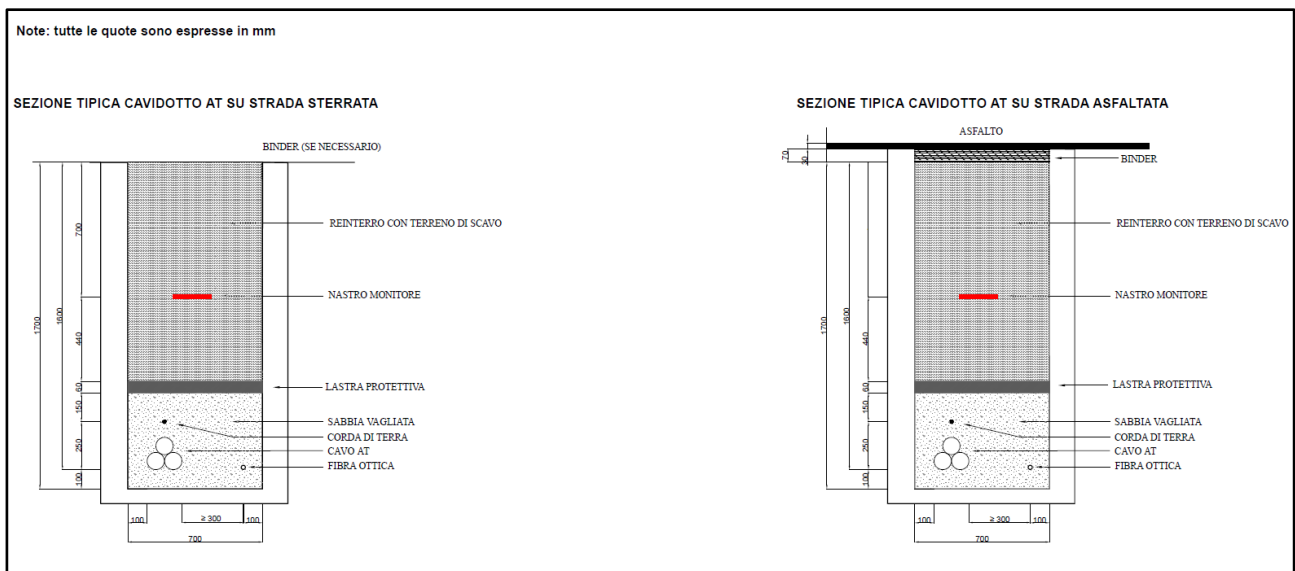 Note: tutte le quote sono espresse in mm
SEZIONE TIPICA CAVIDOTTO AT SU STRADA STERRATA
BINDER (SE NECESSARIO)
REINTERRO CON TERRENO DI SCAVO
NASTRO MONITORE
LASTRA PROTETTIVA
SABBIA VAGLIATA
CORDA DI TERRA
CAVO AT
FIBRA OTTICA
1700
1600
700
440
60
150
250
100
100
≥ 300
100
700
SEZIONE TIPICA CAVIDOTTO AT SU STRADA ASFALTATA
ASFALTO
BINDER
REINTERRO CON TERRENO DI SCAVO
NASTRO MONITORE
LASTRA PROTETTIVA
SABBIA VAGLIATA
CORDA DI TERRA
CAVO AT
FIBRA OTTICA
70
30
1700
1600
700
440
60
150
250
100
100
≥ 300
100
700